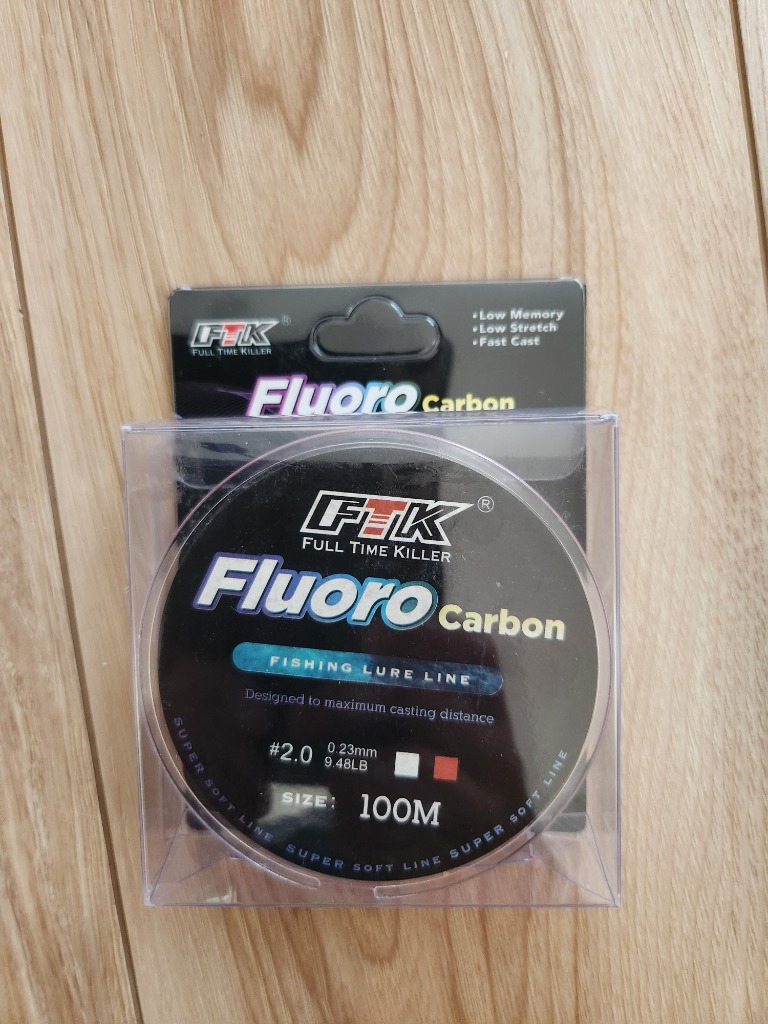 FTK®
FULL TIME KILLER
•Low Memory
•Low Stretch
•Fast Cast
Fluoro Carbon
FTK®
FULL TIME KILLER
Fluoro Carbon
FISHING LURE LINE
Designed to maximum casting distance
#2.0 0.23mm
9.48LB
SIZE: 100M
SUPER SOFT LINE SUPER SOFT LINE SUPER SOFT LINE